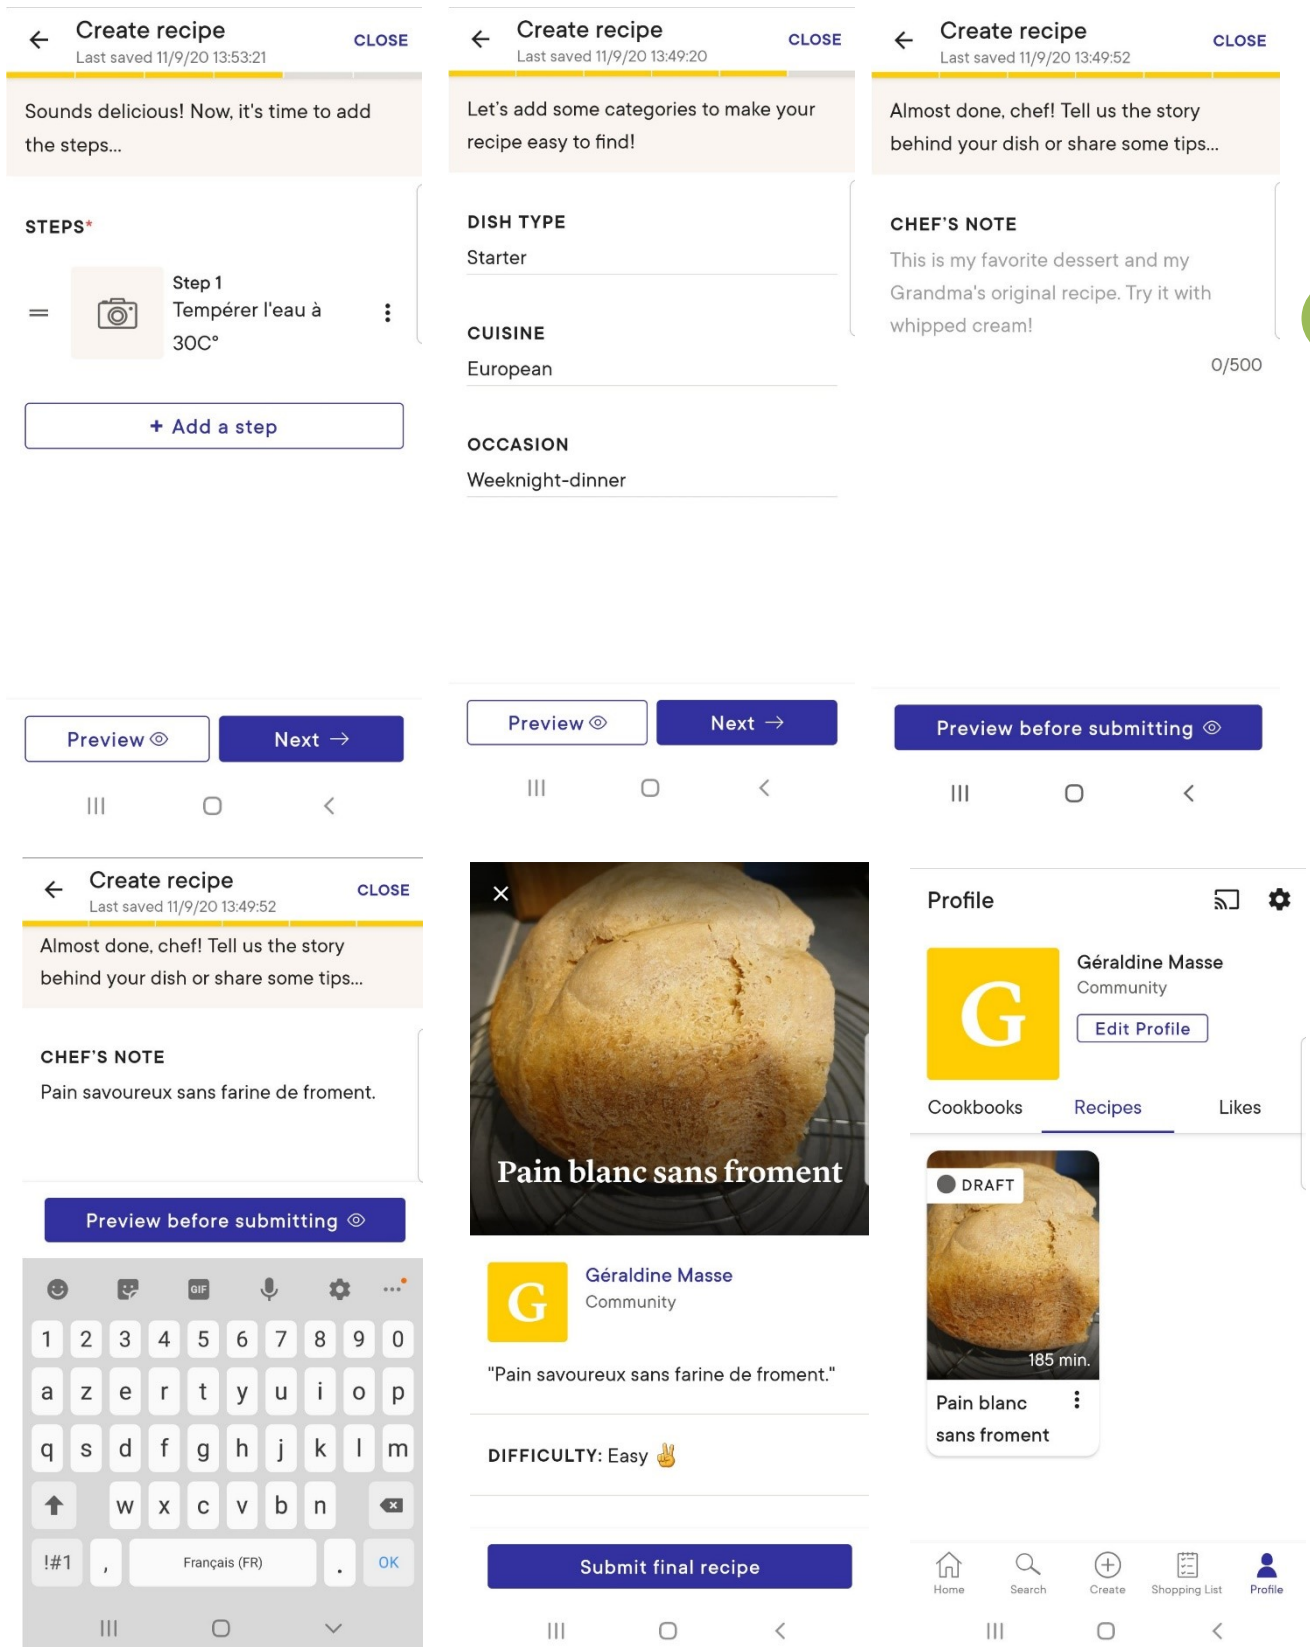 Create recipe
Last saved 11/9/20 13:53:21
CLOSE
Sounds delicious! Now, it's time to add
the steps...
STEPS*
Step 1
Tempérer l'eau à
30C°
+ Add a step
Preview
Next →
Create recipe
Last saved 11/9/20 13:49:20
CLOSE
Let's add some categories to make your
recipe easy to find!
DISH TYPE
Starter
CUISINE
European
OCCASION
Weeknight-dinner
Preview
Next →
Create recipe
Last saved 11/9/20 13:49:52
CLOSE
Almost done, chef! Tell us the story
behind your dish or share some tips...
CHEF'S NOTE
This is my favorite dessert and my
Grandma's original recipe. Try it with
whipped cream!
0/500
Preview before submitting
Create recipe
Last saved 11/9/20 13:49:52
CLOSE
Almost done, chef! Tell us the story
behind your dish or share some tips...
CHEF'S NOTE
Pain savoureux sans farine de froment.
Preview before submitting
GIF
1 2 3 4 5 6 7 8 9 0
a z e r t y u i o p
q s d f g h j k l m
w x c v b n
!#1 , Français (FR) . OK
Pain blanc sans froment
G
Géraldine Masse
Community
"Pain savoureux sans farine de froment."
DIFFICULTY: Easy ✌
Submit final recipe
Profile
G
Géraldine Masse
Community
Edit Profile
Cookbooks Recipes Likes
DRAFT
185 min.
Pain blanc
sans froment
Home Search Create Shopping List Profile